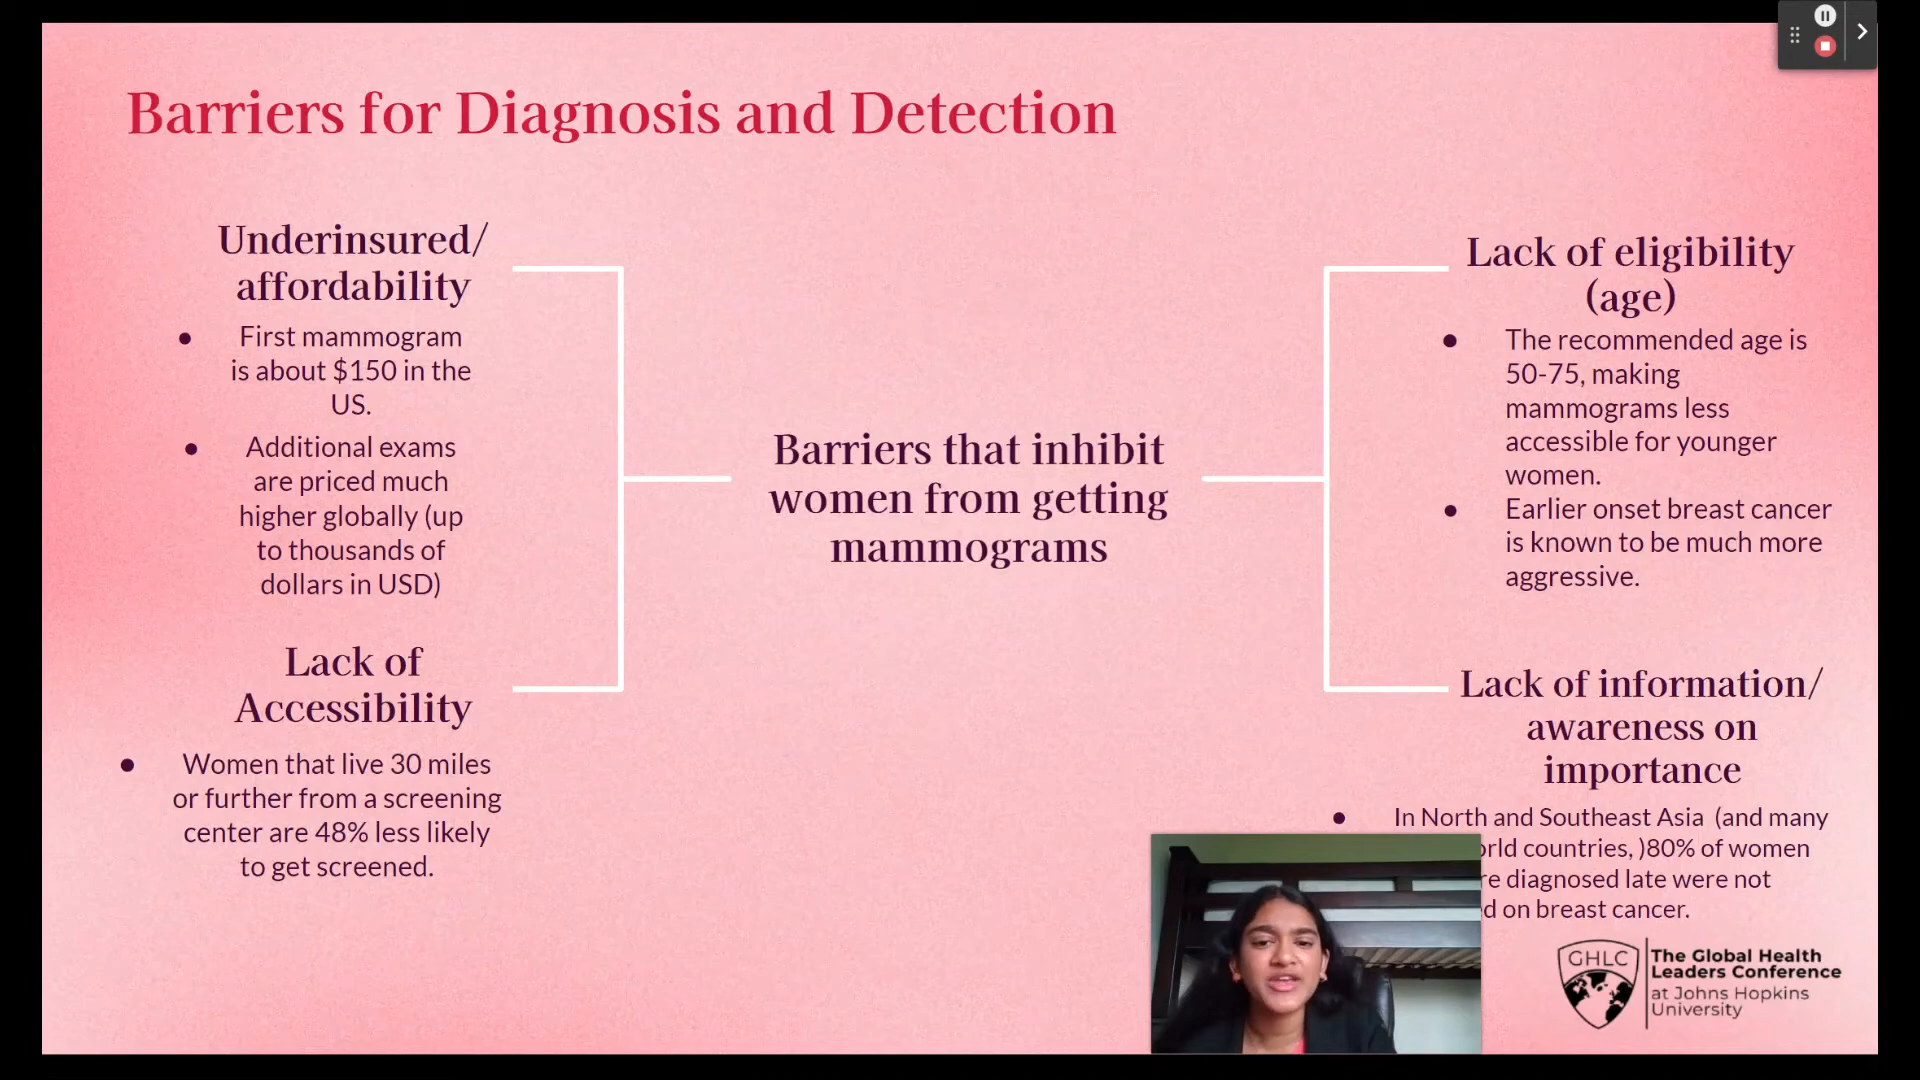 Barriers for Diagnosis and Detection
Underinsured/
affordability
● First mammogram
is about $150 in the
US.
● Additional exams
are priced much
higher globally (up
to thousands of
dollars in USD)
Lack of
Accessibility
● Women that live 30 miles
or further from a screening
center are 48% less likely
to get screened.
Barriers that inhibit
women from getting
mammograms
Lack of eligibility
(age)
● The recommended age is
50-75, making
mammograms less
accessible for younger
women.
● Earlier onset breast cancer
is known to be much more
aggressive.
Lack of information/
awareness on
importance
● In North and Southeast Asia (and many
countries, )80% of women
diagnosed late were not
on breast cancer.
GHLC
The Global Health
Leaders Conference
at Johns Hopkins
University